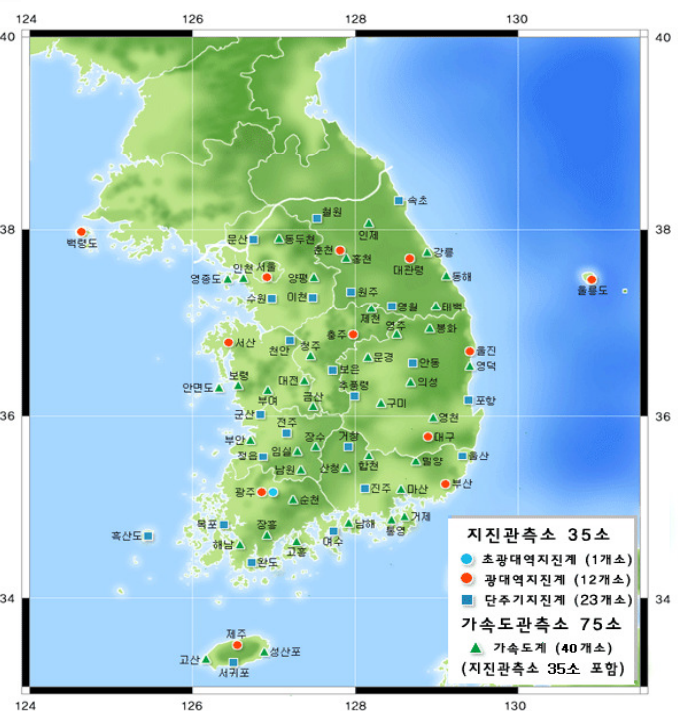 124 126 128 130
40 40
속초
철원
인제
문산 동두천
백령도
춘천 홍천
강릉
대관령
인천 서울
영종도
양평
동해
울릉도
수원 이천
원주
영월 태백
제천
영주 봉화
충주
서산
천안 청주
울진
영덕
문경
안동
보은
대전
보령
안면도
부여
금산
추풍령
의성
구미
포항
38 38
군산
영천
36 36
전주
부안
장수 거창
대구
정읍 임실
울산
남원 산청 합천
밀양
광주
순천
진주 마산
부산
목포
장흥
남해
통영
거제
흑산도
해남
고흥
여수
완도
34 34
제주
고산
성산포
서귀포
지진관측소 35소
초광대역지진계 (1개소)
광대역지진계 (12개소)
단주기지진계 (23개소)
가속도관측소 75소
가속도계 (40개소)
(지진관측소 35소 포함)
124 126 128 130